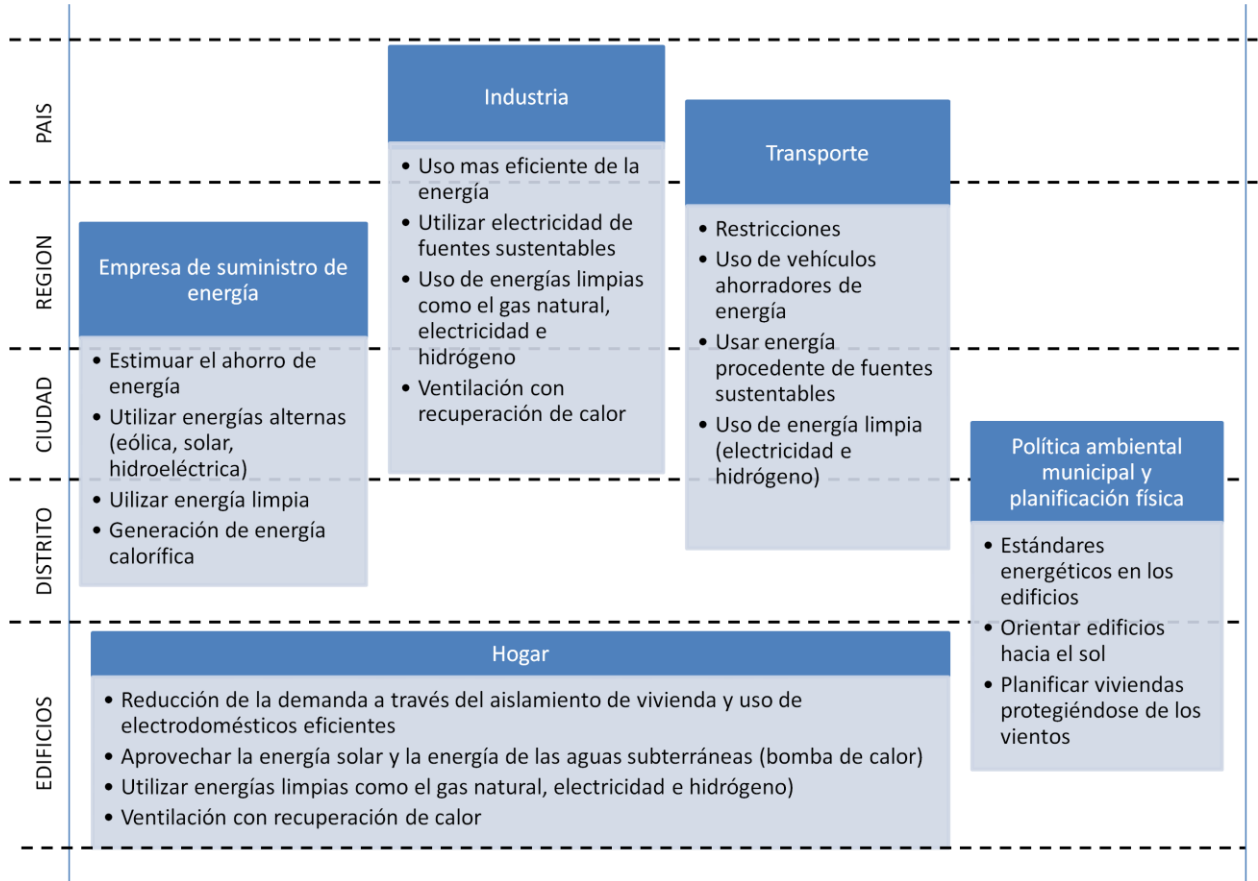 PAIS
REGION
CIUDAD
DISTRITO
EDIFICIOS
Empresa de suministro de
energía
• Estimuar el ahorro de
energía
• Utilizar energías alternas
(eólica, solar,
hidroeléctrica)
• Uilizar energía limpia
• Generación de energía
calorífica
Industria
• Uso mas eficiente de la
energía
• Utilizar electricidad de
fuentes sustentables
• Uso de energías limpias
como el gas natural,
electricidad e
hidrógeno
• Ventilación con
recuperación de calor
Transporte
• Restricciones
• Uso de vehículos
ahorradores de
energía
• Usar energía
procedente de fuentes
sustentables
• Uso de energía limpia
(electricidad e
hidrógeno)
Política ambiental
municipal y
planificación física
• Estándares
energéticos en los
edificios
• Orientar edificios
hacia el sol
• Planificar viviendas
protegiéndose de los
vientos
Hogar
• Reducción de la demanda a través del aislamiento de vivienda y uso de
electrodomésticos eficientes
• Aprovechar la energía solar y la energía de las aguas subterráneas (bomba de calor)
• Utilizar energías limpias como el gas natural, electricidad e hidrógeno)
• Ventilación con recuperación de calor